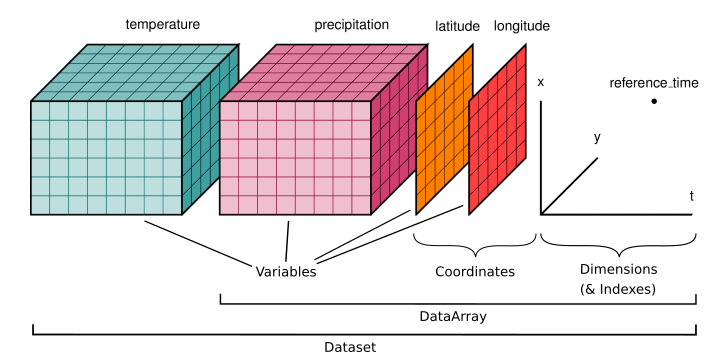 temperature
precipitation
latitude
longitude
x
reference_time
y
t
Variables
Coordinates
Dimensions
(& Indexes)
DataArray
Dataset